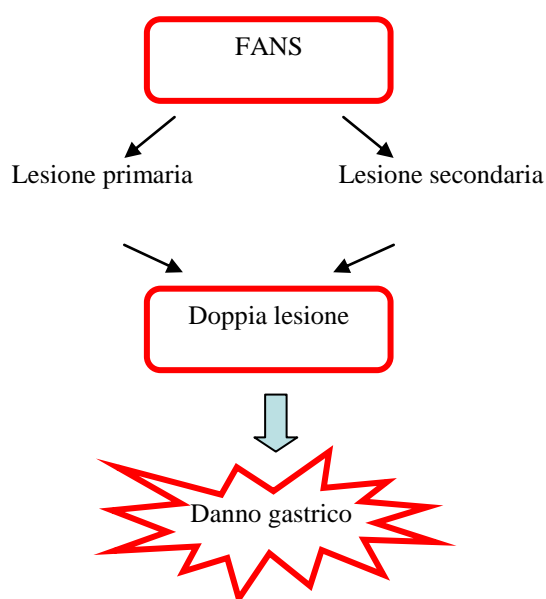 FANS
Lesione primaria
Lesione secondaria
Doppia lesione
Danno gastrico